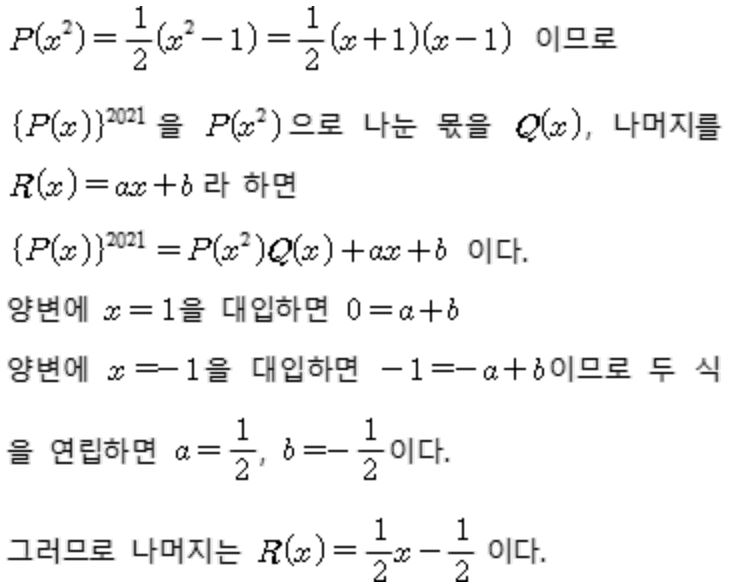 P(x²) = 1/2(x² − 1) = 1/2(x + 1)(x − 1) 이므로
{P(x)}²⁰²¹ 을 P(x²)으로 나눈 몫을 Q(x), 나머지를
R(x) = ax + b 라 하면
{P(x)}²⁰²¹ = P(x²)Q(x) + ax + b 이다.
양변에 x = 1을 대입하면 0 = a + b
양변에 x = −1을 대입하면 −1 = −a + b이므로 두 식
을 연립하면 a = 1/2, b = −1/2이다.
그러므로 나머지는 R(x) = 1/2x − 1/2 이다.